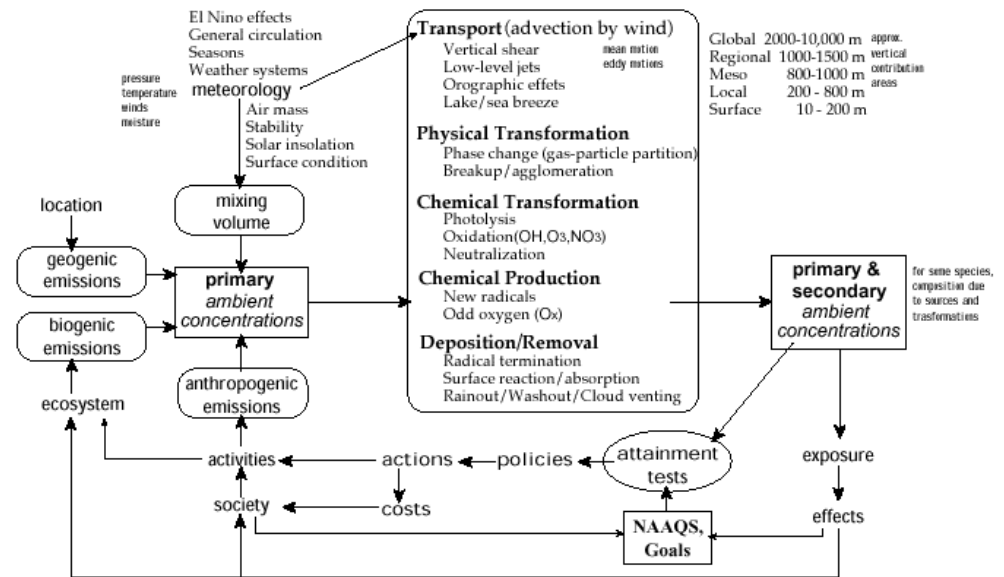 El Nino effects
General circulation
Seasons
Weather systems
meteorology
pressure
temperature
winds
moisture
Air mass
Stability
Solar insolation
Surface condition
mixing
volume
location
geogenic
emissions
biogenic
emissions
primary
ambient
concentrations
anthropogenic
emissions
ecosystem
Transport (advection by wind)
Vertical shear
Low-level jets
Orographic effets
Lake/sea breeze
mean motion
eddy motions
Physical Transformation
Phase change (gas-particle partition)
Breakup/agglomeration
Chemical Transformation
Photolysis
Oxidation(OH,O3,NO3)
Neutralization
Chemical Production
New radicals
Odd oxygen (Ox)
Deposition/Removal
Radical termination
Surface reaction/absorption
Rainout/Washout/Cloud venting
Global 2000-10,000 m
Regional 1000-1500 m
Meso 800-1000 m
Local 200 - 800 m
Surface 10 - 200 m
approx.
vertical
contribution
areas
primary &
secondary
ambient
concentrations
for some species,
composition due
to sources and
trasformations
activities
actions
policies
attainment
tests
exposure
society
costs
NAAQS,
Goals
effects